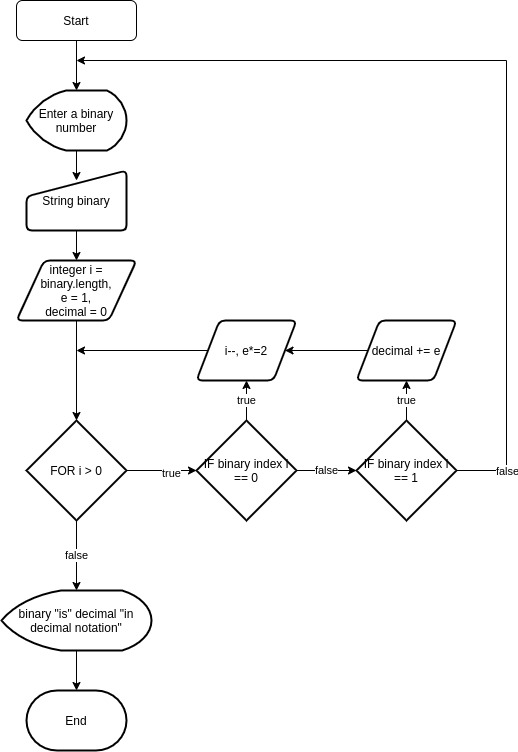 Start
Enter a binary
number
String binary
integer i =
binary.length,
e = 1,
decimal = 0
i--, e*=2
decimal += e
true
true
FOR i > 0
true
IF binary index i
== 0
false
IF binary index i
== 1
false
false
binary "is" decimal "in
decimal notation"
End